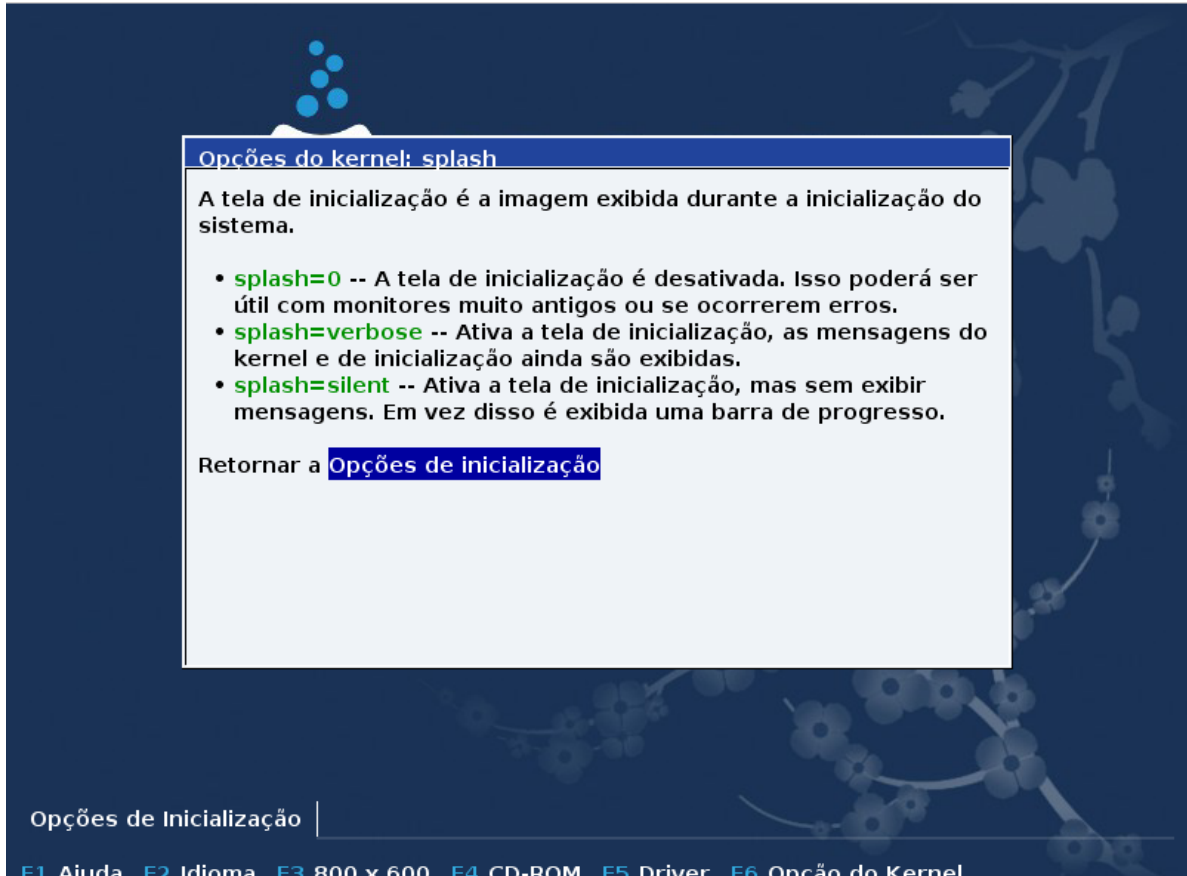 Opções do kernel: splash
A tela de inicialização é a imagem exibida durante a inicialização do
sistema.
• splash=0 -- A tela de inicialização é desativada. Isso poderá ser
útil com monitores muito antigos ou se ocorrerem erros.
• splash=verbose -- Ativa a tela de inicialização, as mensagens do
kernel e de inicialização ainda são exibidas.
• splash=silent -- Ativa a tela de inicialização, mas sem exibir
mensagens. Em vez disso é exibida uma barra de progresso.
Retornar a Opções de inicialização
Opções de Inicialização
F1 Ajuda F2 Idioma F3 800 x 600 F4 CD-ROM F5 Driver F6 Opção do Kernel